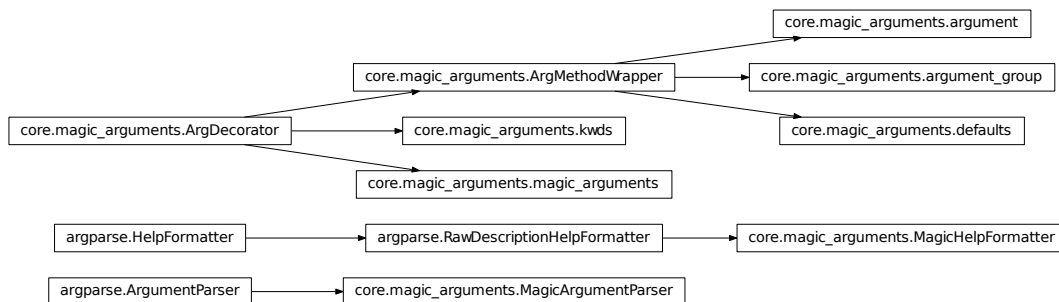 core.magic_arguments.argument
core.magic_arguments.ArgMethodWrapper
core.magic_arguments.argument_group
core.magic_arguments.ArgDecorator
core.magic_arguments.kwds
core.magic_arguments.defaults
core.magic_arguments.magic_arguments
argparse.HelpFormatter
argparse.RawDescriptionHelpFormatter
core.magic_arguments.MagicHelpFormatter
argparse.ArgumentParser
core.magic_arguments.MagicArgumentParser